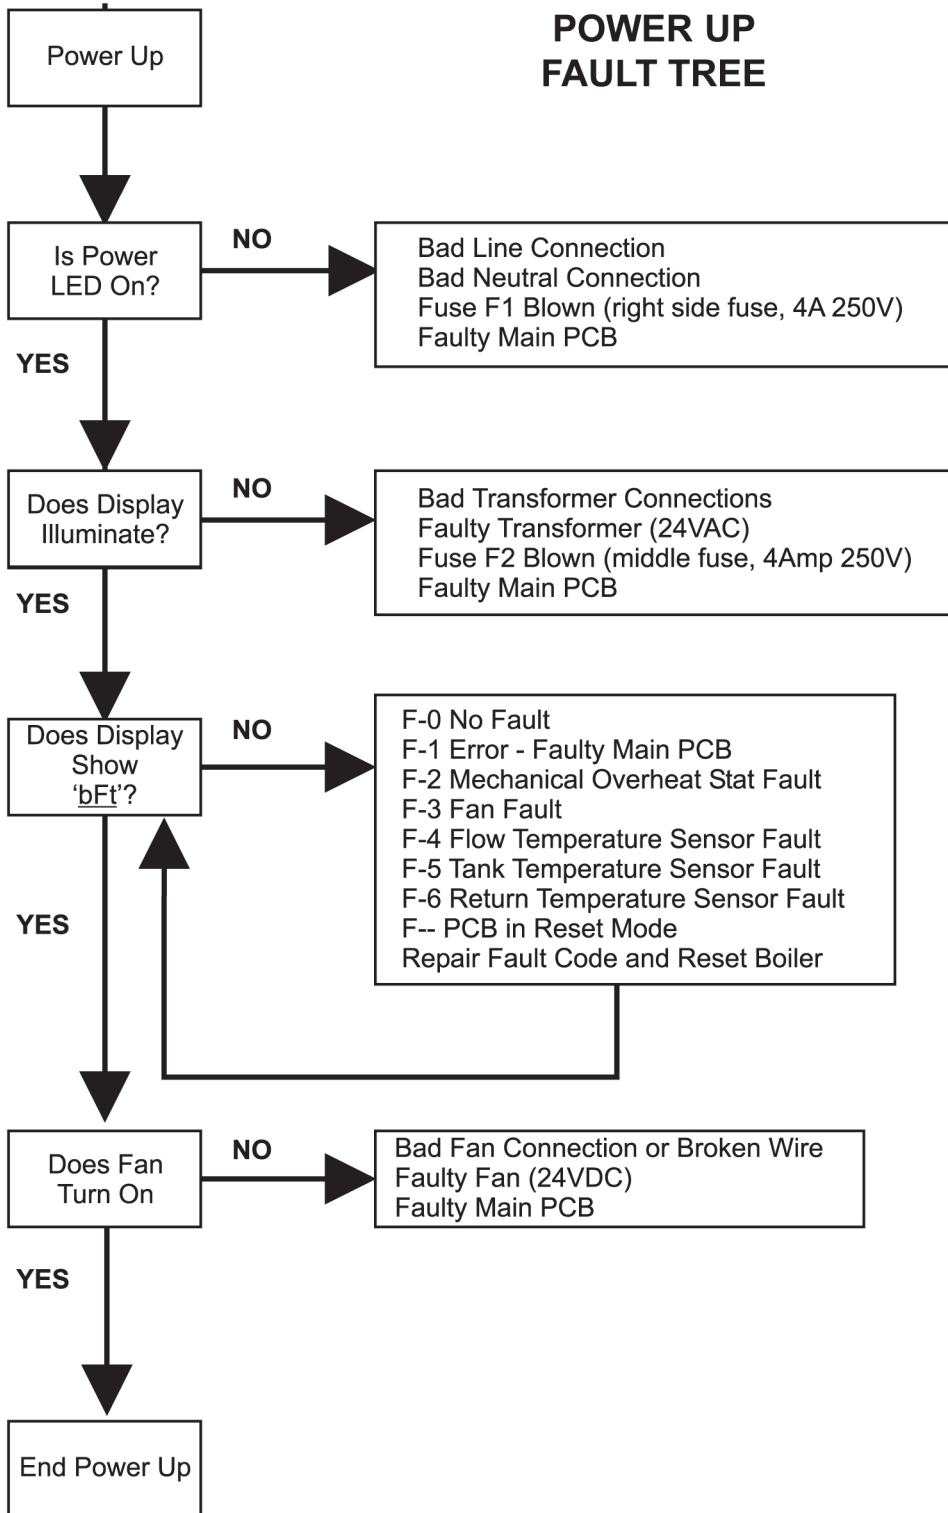 POWER UP
FAULT TREE
Power Up
Is Power
LED On?
NO
Bad Line Connection
Bad Neutral Connection
Fuse F1 Blown (right side fuse, 4A 250V)
Faulty Main PCB
YES
Does Display
Illuminate?
NO
Bad Transformer Connections
Faulty Transformer (24VAC)
Fuse F2 Blown (middle fuse, 4Amp 250V)
Faulty Main PCB
YES
Does Display
Show
‘bFt’?
NO
F-0 No Fault
F-1 Error - Faulty Main PCB
F-2 Mechanical Overheat Stat Fault
F-3 Fan Fault
F-4 Flow Temperature Sensor Fault
F-5 Tank Temperature Sensor Fault
F-6 Return Temperature Sensor Fault
F-- PCB in Reset Mode
Repair Fault Code and Reset Boiler
YES
Does Fan
Turn On
NO
Bad Fan Connection or Broken Wire
Faulty Fan (24VDC)
Faulty Main PCB
YES
End Power Up